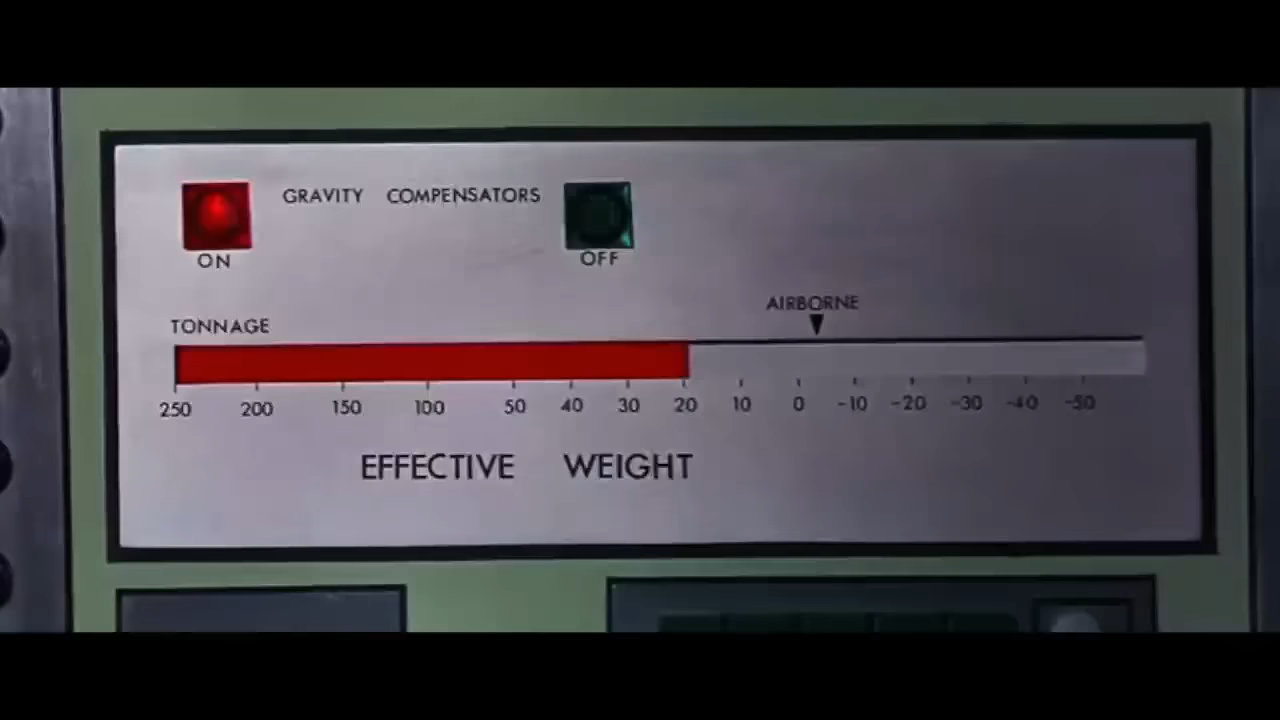 GRAVITY COMPENSATORS
ON
OFF
AIRBORNE
TONNAGE
250 200 150 100 50 40 30 20 10 0 -10 -20 -30 -40 -50
EFFECTIVE WEIGHT